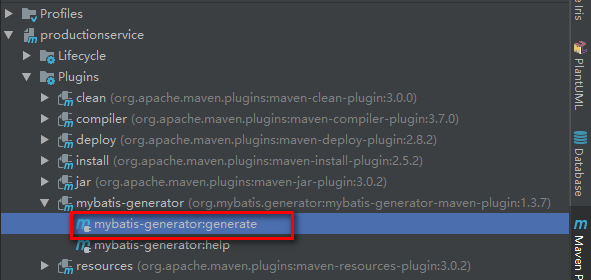 Profiles
productionservice
Lifecycle
Plugins
clean (org.apache.maven.plugins:maven-clean-plugin:3.0.0)
compiler (org.apache.maven.plugins:maven-compiler-plugin:3.7.0)
deploy (org.apache.maven.plugins:maven-deploy-plugin:2.8.2)
install (org.apache.maven.plugins:maven-install-plugin:2.5.2)
jar (org.apache.maven.plugins:maven-jar-plugin:3.0.2)
mybatis-generator (org.mybatis.generator:mybatis-generator-maven-plugin:1.3.7)
mybatis-generator:generate
mybatis-generator:help
resources (org.apache.maven.plugins:maven-resources-plugin:3.0.2)
e Iris
PlantUML
Database
Maven P